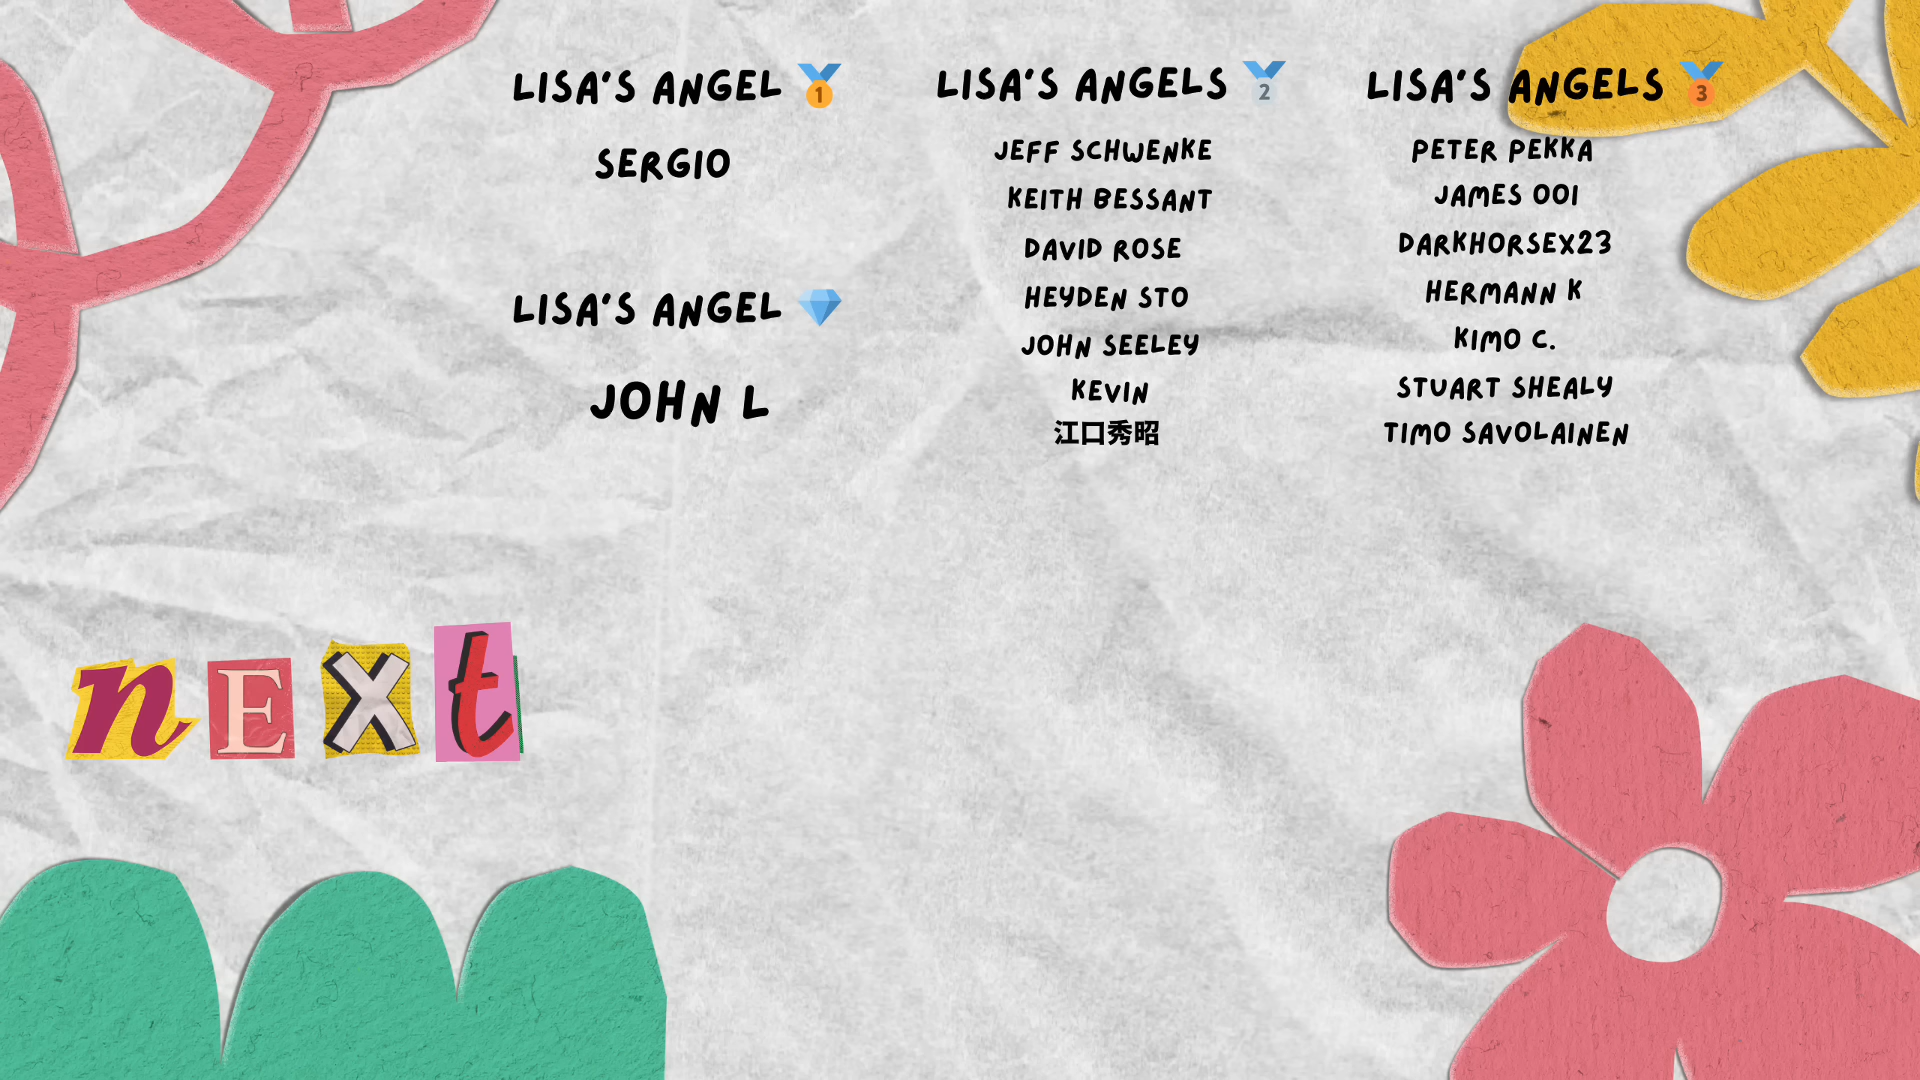 LISA'S ANGEL 🥇
SERGIO
LISA'S ANGEL 💎
JOHN L
LISA'S ANGELS 🥈
JEFF SCHWENKE
KEITH BESSANT
DAVID ROSE
HEYDEN STO
JOHN SEELEY
KEVIN
江口秀昭
LISA'S ANGELS 🥉
PETER PEKKA
JAMES OOI
DARKHORSEX23
HERMANN K
KIMO C.
STUART SHEALY
TIMO SAVOLAINEN
nExt